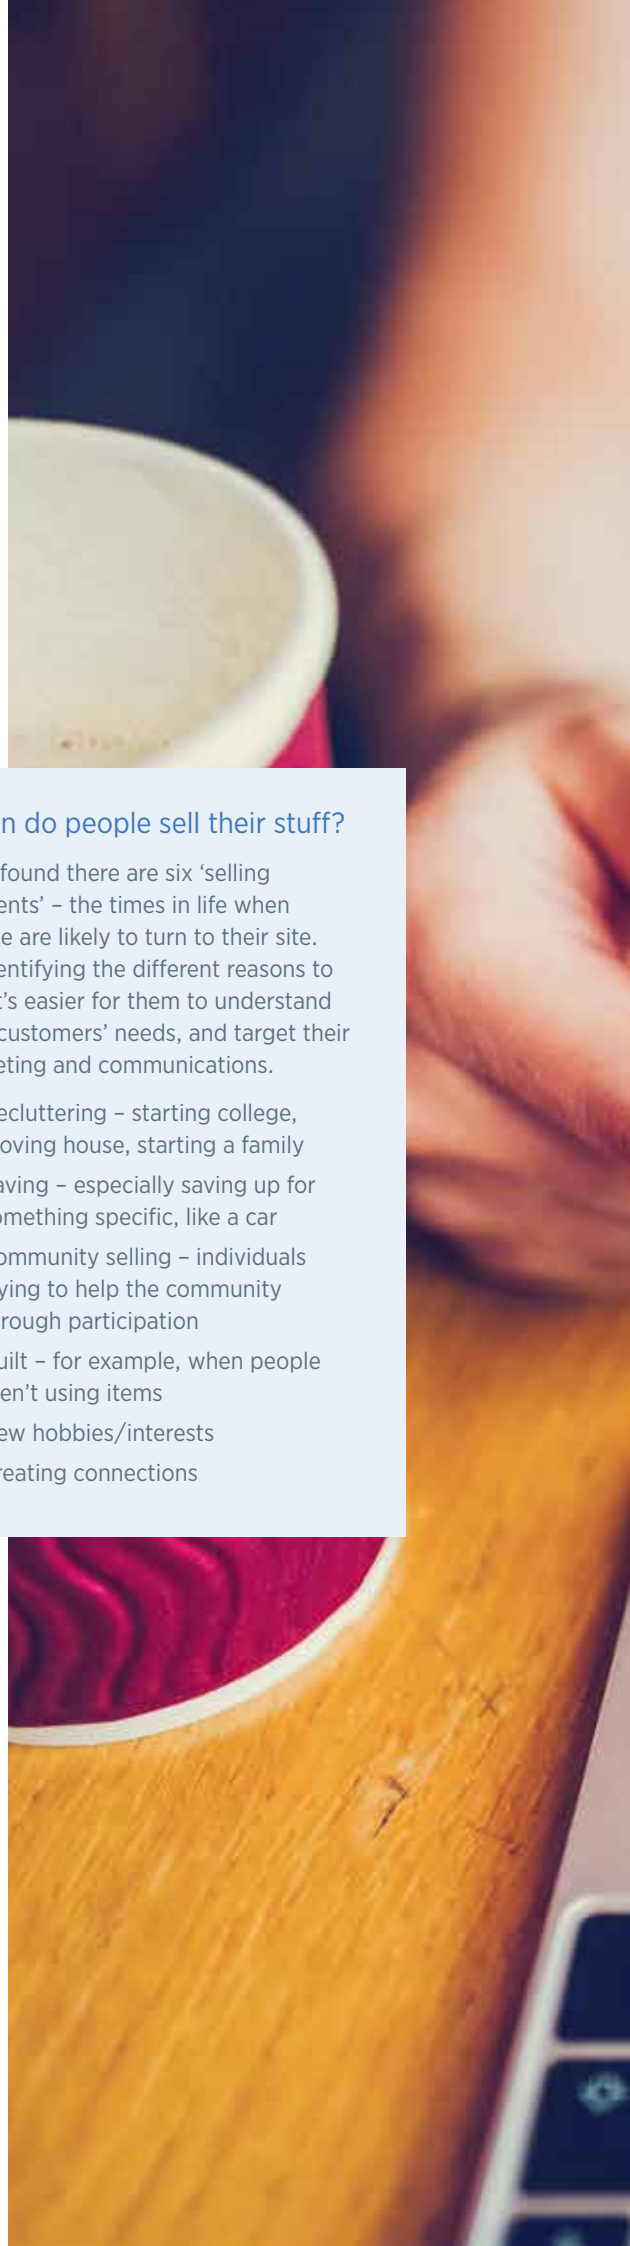 n do people sell their stuff?
found there are six ‘selling
ents’ – the times in life when
e are likely to turn to their site.
entifying the different reasons to
t’s easier for them to understand
customers’ needs, and target their
eting and communications.
ecluttering – starting college,
oving house, starting a family
aving – especially saving up for
omething specific, like a car
ommunity selling – individuals
ying to help the community
rough participation
uilt – for example, when people
en’t using items
ew hobbies/interests
reating connections